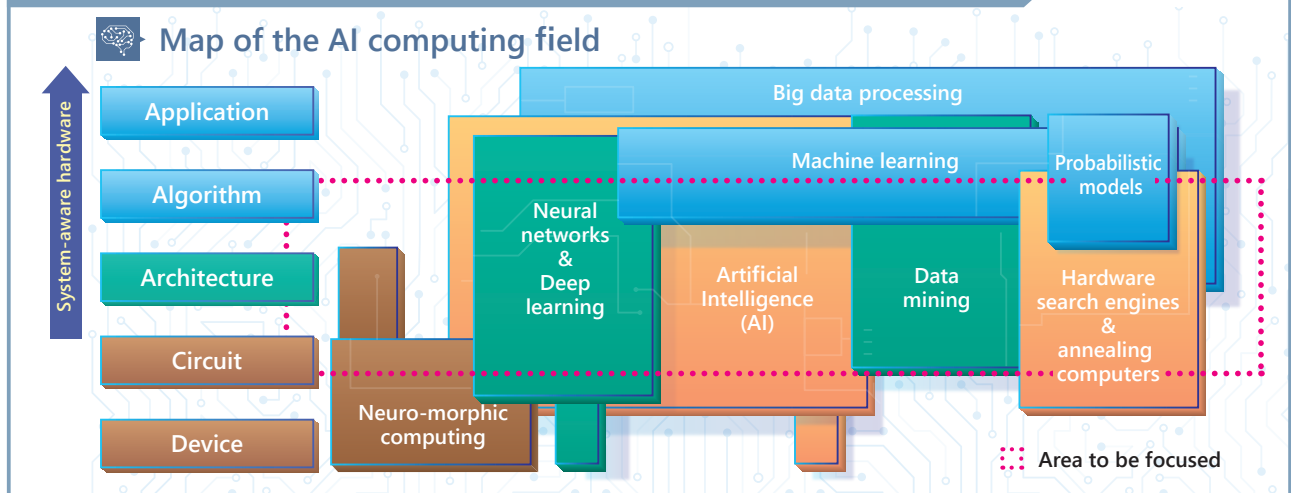 Map of the AI computing field
System-aware hardware
Application
Algorithm
Architecture
Circuit
Device
Big data processing
Machine learning
Probabilistic
models
Neural
networks
&
Deep
learning
Artificial
Intelligence
(AI)
Data
mining
Hardware
search engines
&
annealing
computers
Neuro-morphic
computing
Area to be focused